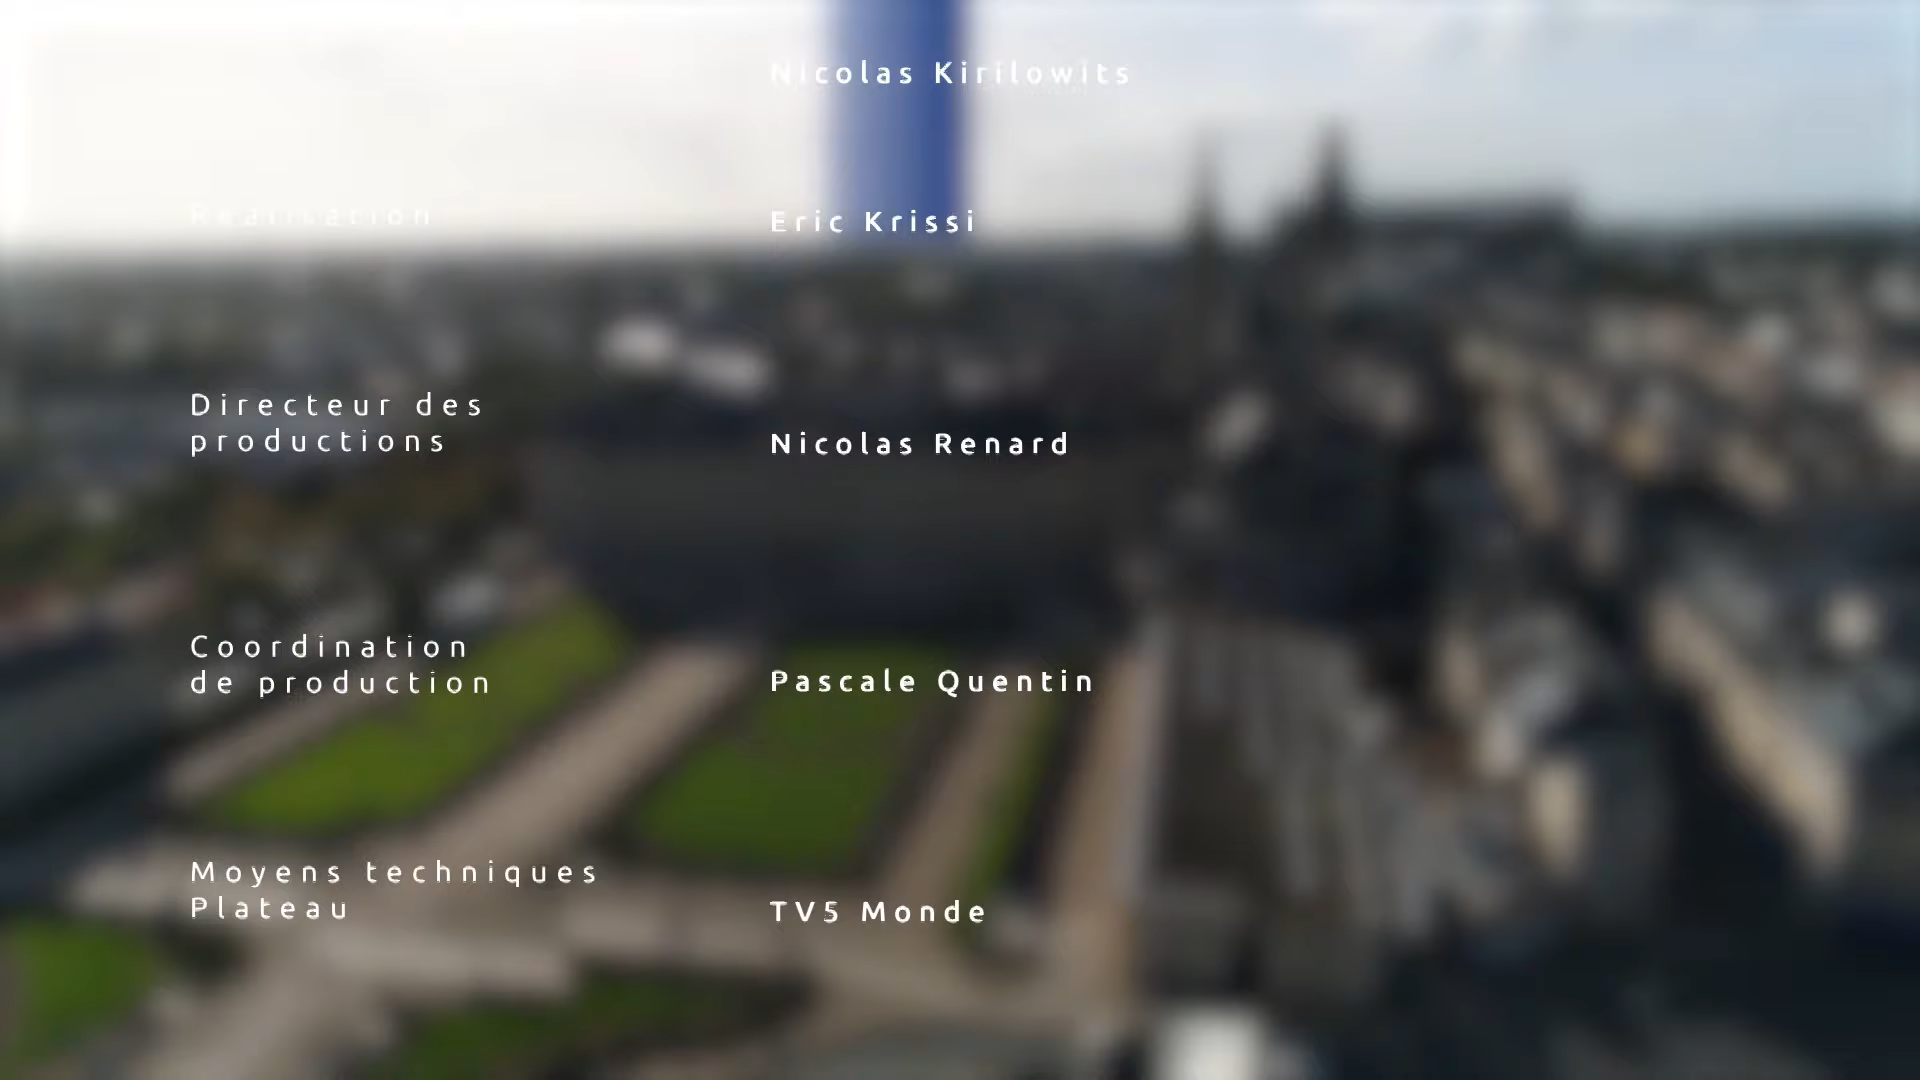 Nicolas Kirilowits
Réalisation
Eric Krissi
Directeur des
productions
Nicolas Renard
Coordination
de production
Pascale Quentin
Moyens techniques
Plateau
TV5 Monde